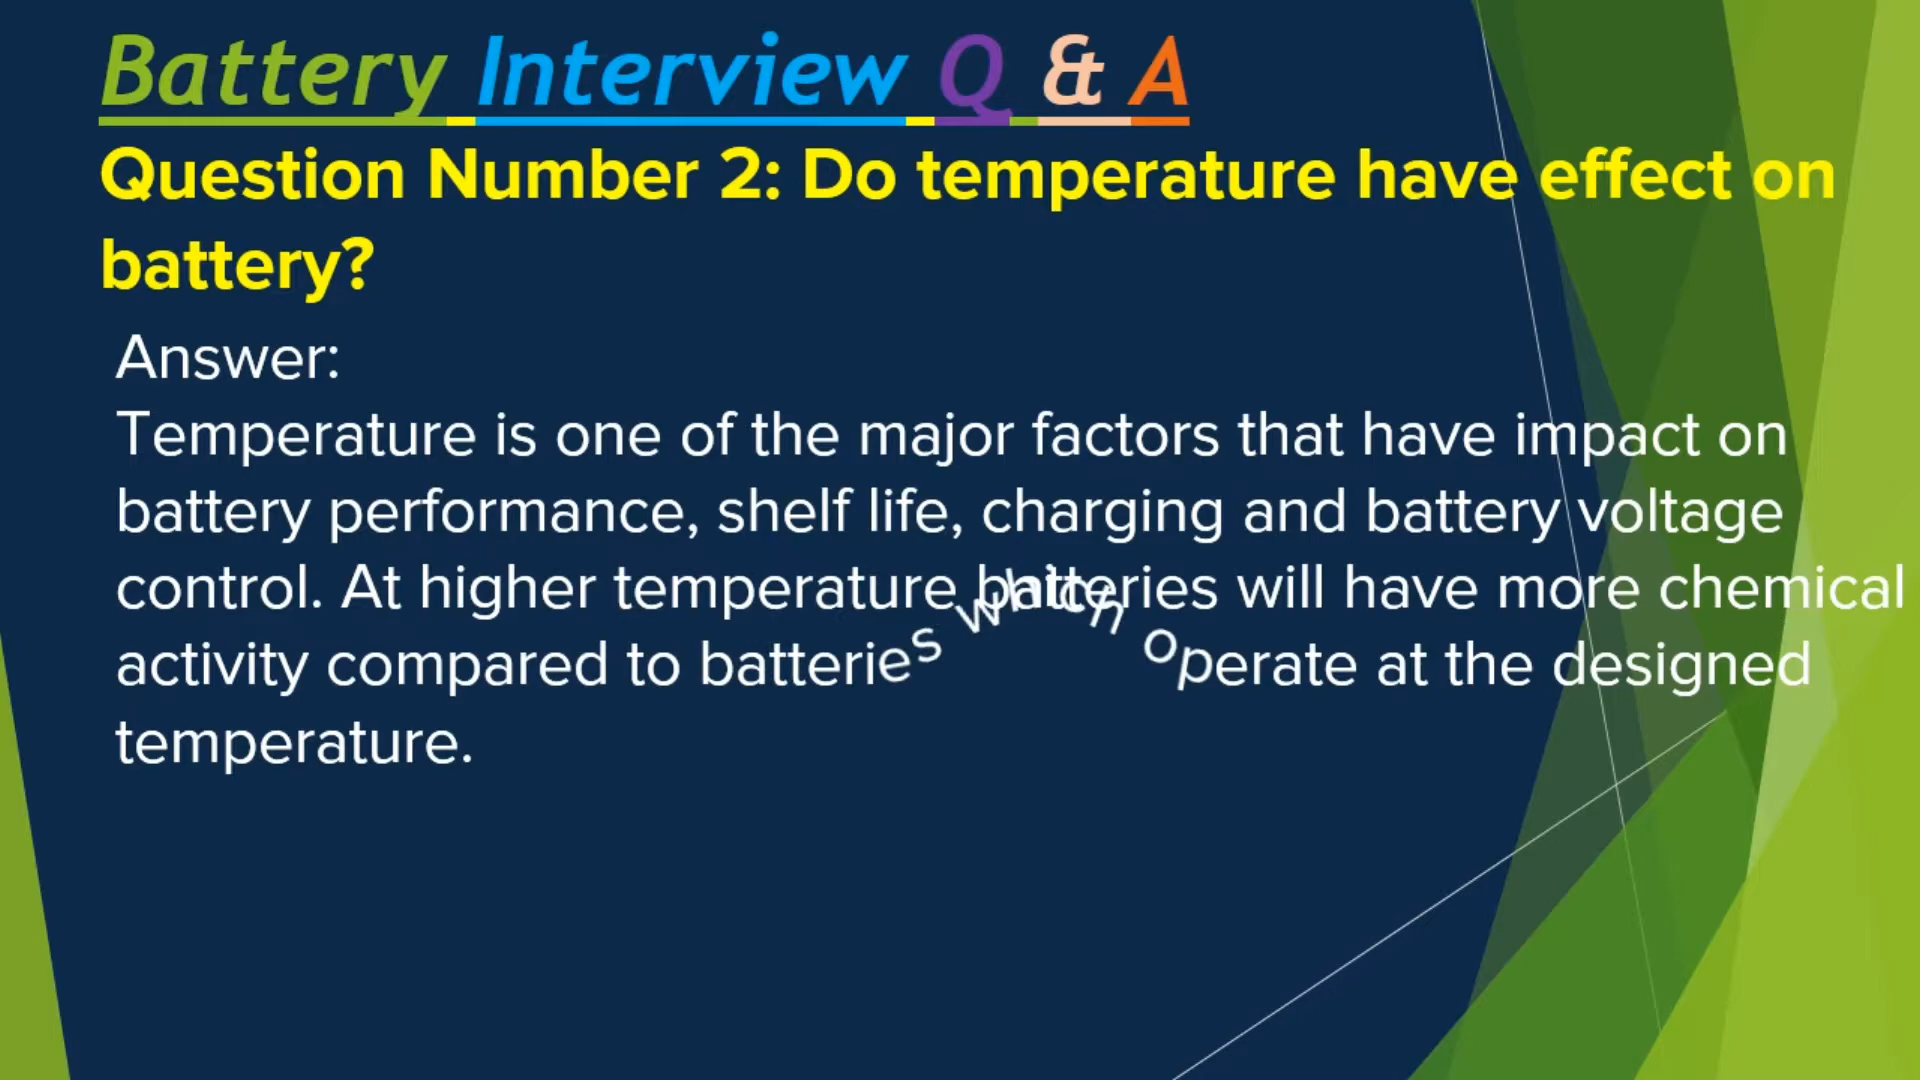 Battery Interview Q & A
Question Number 2: Do temperature have effect on
battery?
Answer:
Temperature is one of the major factors that have impact on
battery performance, shelf life, charging and battery voltage
control. At higher temperature batteries will have more chemical
activity compared to batteries which operate at the designed
temperature.